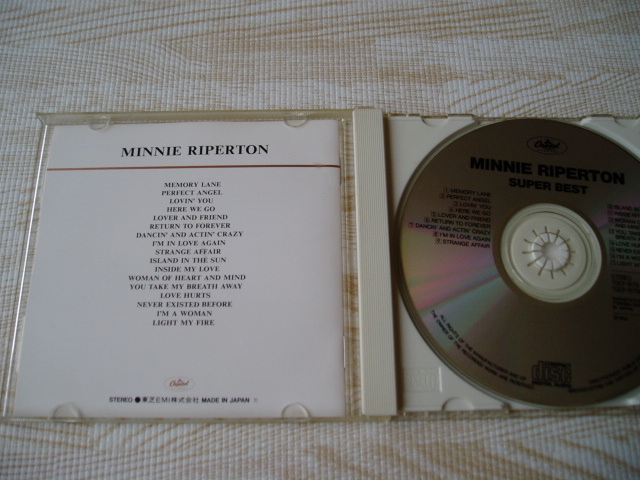 MINNIE RIPERTON
MEMORY LANE
PERFECT ANGEL
LOVIN' YOU
HERE WE GO
LOVER AND FRIEND
RETURN TO FOREVER
DANCIN' AND ACTIN' CRAZY
I'M IN LOVE AGAIN
STRANGE AFFAIR
ISLAND IN THE SUN
INSIDE MY LOVE
WOMAN OF HEART AND MIND
YOU TAKE MY BREATH AWAY
LOVE HURTS
NEVER EXISTED BEFORE
I'M A WOMAN
LIGHT MY FIRE
Capitol
STEREO ● 東芝EMI株式会社 MADE IN JAPAN
Capitol
MINNIE RIPERTON
SUPER BEST
MEMORY LANE
PERFECT ANGEL
LOVIN' YOU
HERE WE GO
LOVER AND FRIEND
RETURN TO FOREVER
DANCIN' AND ACTIN' CRAZY
I'M IN LOVE AGAIN
STRANGE AFFAIR
disc